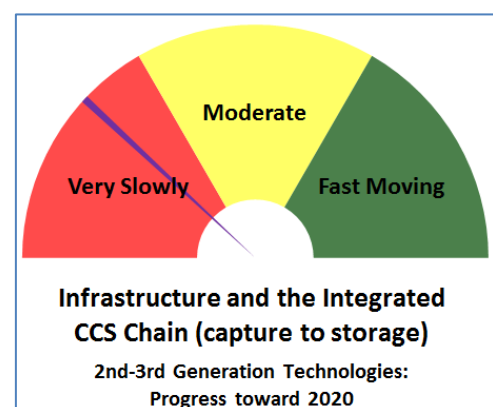 Moderate
Very Slowly
Fast Moving
Infrastructure and the Integrated
CCS Chain (capture to storage)
2nd-3rd Generation Technologies:
Progress toward 2020